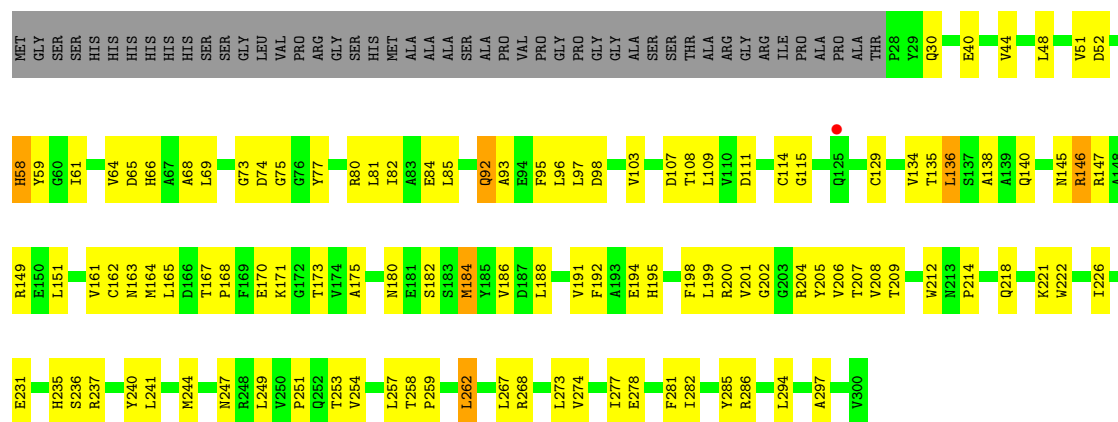 MET GLY SER SER HIS HIS HIS HIS HIS HIS SER SER GLY LEU VAL PRO ARG GLY SER HIS MET ALA ALA ALA SER ALA PRO VAL PRO GLY PRO GLY GLY ALA SER SER THR ALA ARG GLY ARG ILE PRO ALA PRO ALA THR P28 Y29 Q30 E40 V44 L48 V51 D52
H58 Y59 G60 I61 V64 D65 H66 A67 A68 L69 G73 D74 G75 G76 Y77 R80 L81 I82 A83 E84 L85 Q92 A93 E94 F95 L96 L97 D98 V103 D107 T108 L109 V110 D111 C114 G115 Q125 C129 V134 T135 L136 S137 A138 A139 Q140 N145 R146 R147 A148
R149 E150 L151 V161 C162 N163 M164 L165 D166 T167 P168 F169 E170 K171 G172 T173 V174 A175 N180 E181 S182 S183 M184 Y185 V186 D187 L188 V191 F192 A193 E194 H195 F198 L199 R200 V201 G202 G203 R204 Y205 V206 T207 V208 T209 W212 N213 P214 Q218 K221 W222 I226
E231 H235 S236 R237 Y240 L241 M244 N247 R248 L249 V250 P251 Q252 T253 V254 L257 T258 P259 L262 L267 R268 L273 V274 I277 E278 F281 I282 Y285 R286 L294 A297 V300